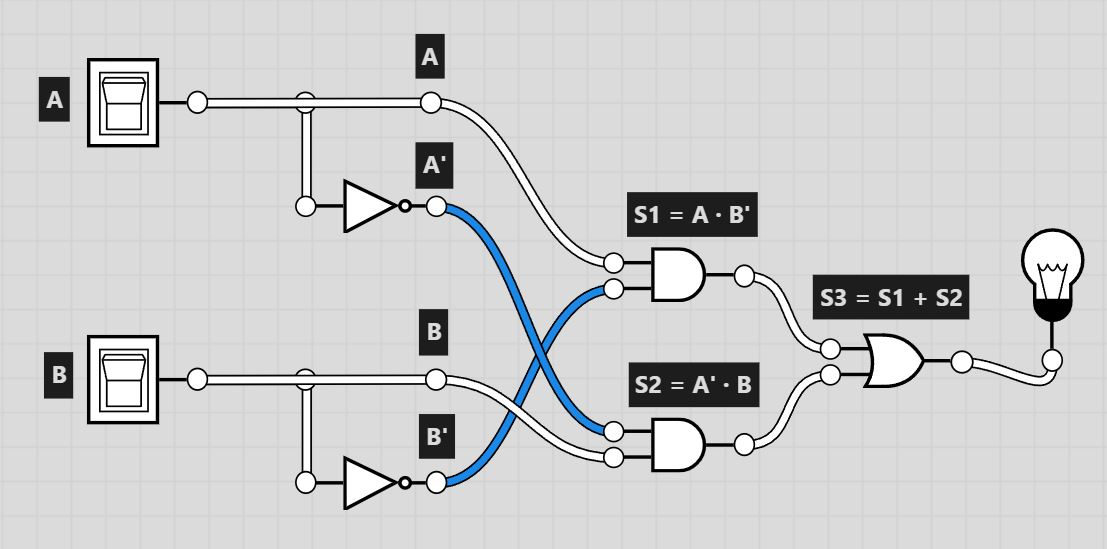 A
A
A'
S1 = A · B'
S3 = S1 + S2
B
B
S2 = A' · B
B'